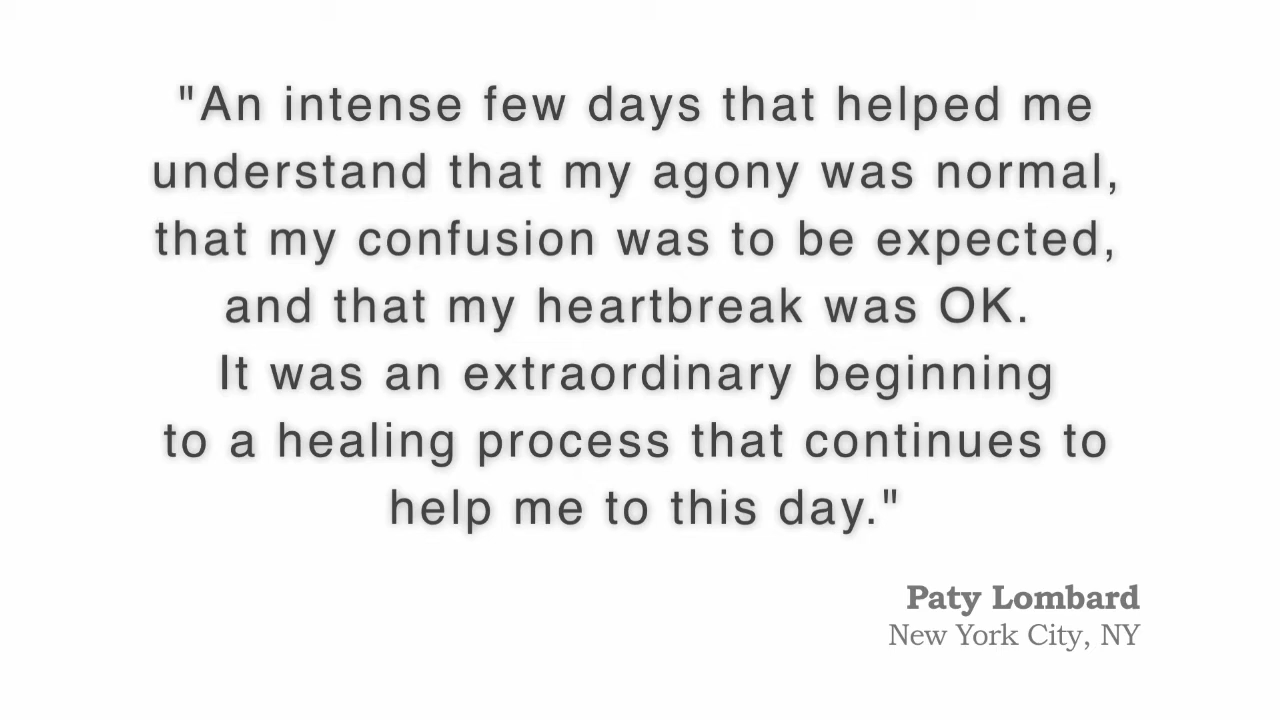 "An intense few days that helped me
understand that my agony was normal,
that my confusion was to be expected,
and that my heartbreak was OK.
It was an extraordinary beginning
to a healing process that continues to
help me to this day."
Paty Lombard
New York City, NY